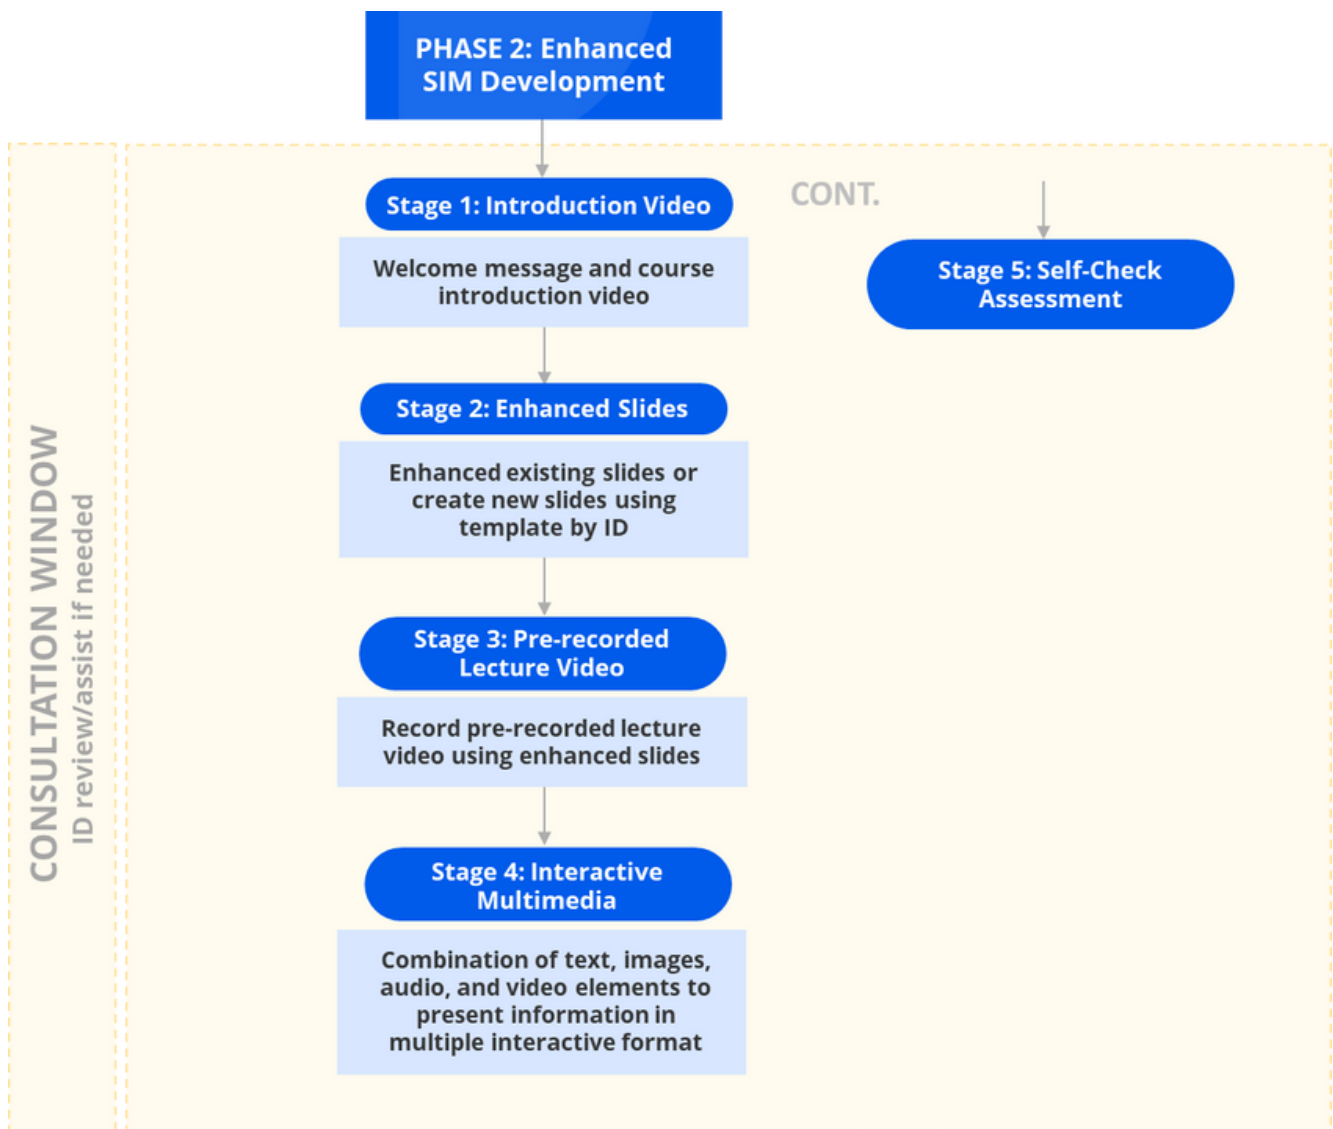 PHASE 2: Enhanced
SIM Development
CONSULTATION WINDOW
ID review/assist if needed
Stage 1: Introduction Video
Welcome message and course
introduction video
Stage 2: Enhanced Slides
Enhanced existing slides or
create new slides using
template by ID
Stage 3: Pre-recorded
Lecture Video
Record pre-recorded lecture
video using enhanced slides
Stage 4: Interactive
Multimedia
Combination of text, images,
audio, and video elements to
present information in
multiple interactive format
CONT.
Stage 5: Self-Check
Assessment